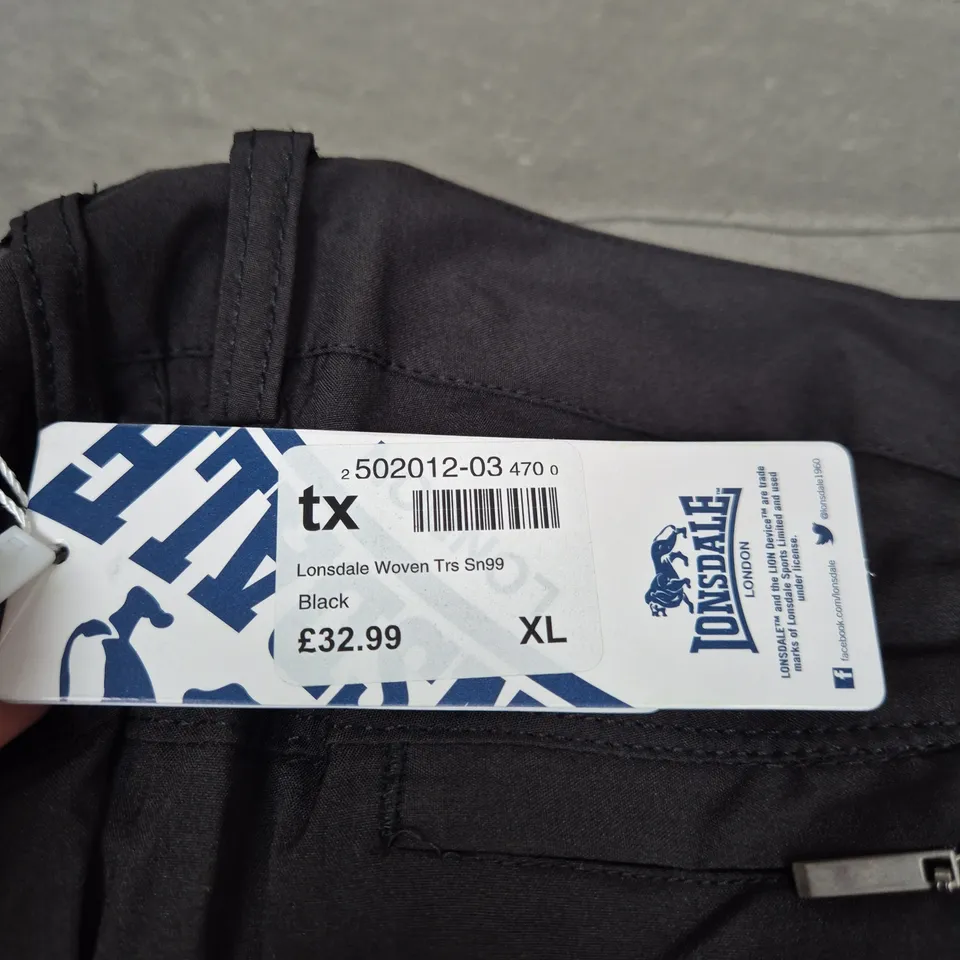 2 502012-03 470 0
tx
Lonsdale Woven Trs Sn99
Black
£32.99 XL
LONSDALE
LONDON
LONSDALE™ and the LION Device™ are trade
marks of Lonsdale Sports Limited and used
under license.
facebook.com/lonsdale
@lonsdale1960